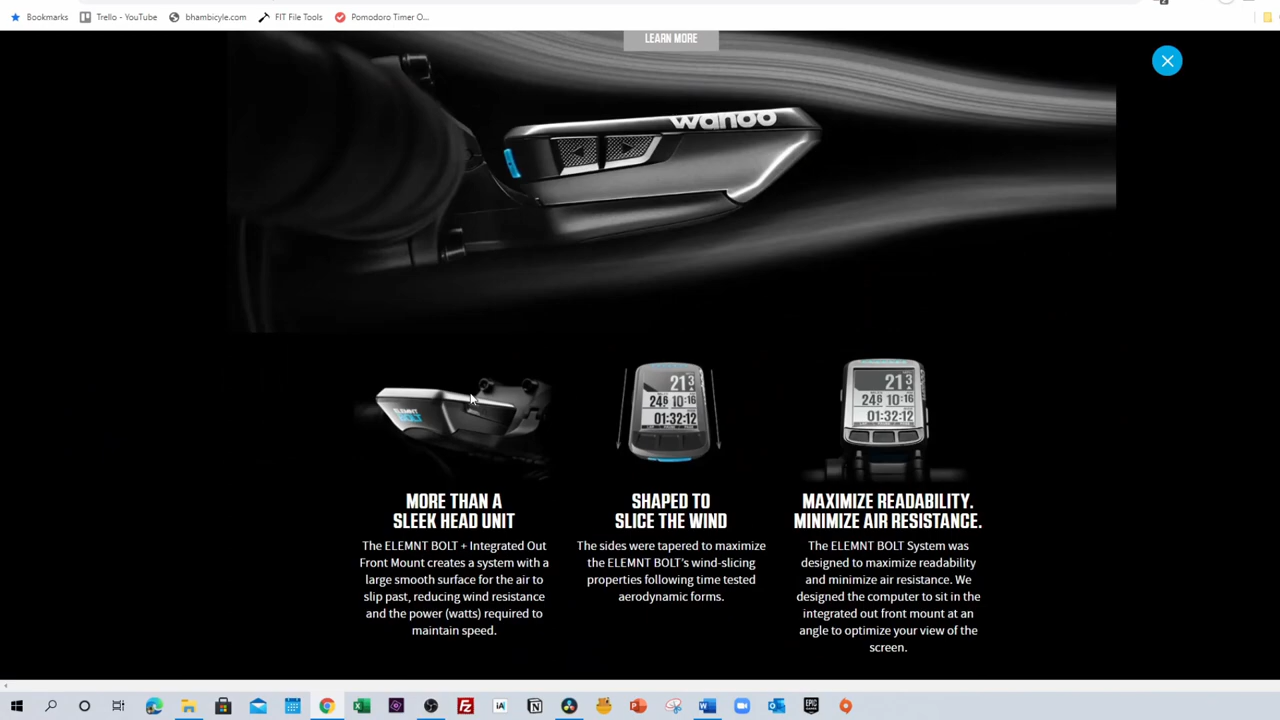 Bookmarks
Trello - YouTube
bhambicyle.com
FIT File Tools
Pomodoro Timer O...
LEARN MORE
wahoo
ELEMNT
BOLT
21.3
24.6 10:16
01:32:12
21.3
24.6 10:16
01:32:12
MORE THAN A
SLEEK HEAD UNIT
The ELEMNT BOLT + Integrated Out
Front Mount creates a system with a
large smooth surface for the air to
slip past, reducing wind resistance
and the power (watts) required to
maintain speed.
SHAPED TO
SLICE THE WIND
The sides were tapered to maximize
the ELEMNT BOLT's wind-slicing
properties following time tested
aerodynamic forms.
MAXIMIZE READABILITY.
MINIMIZE AIR RESISTANCE.
The ELEMNT BOLT System was
designed to maximize readability
and minimize air resistance. We
designed the computer to sit in the
integrated out front mount at an
angle to optimize your view of the
screen.